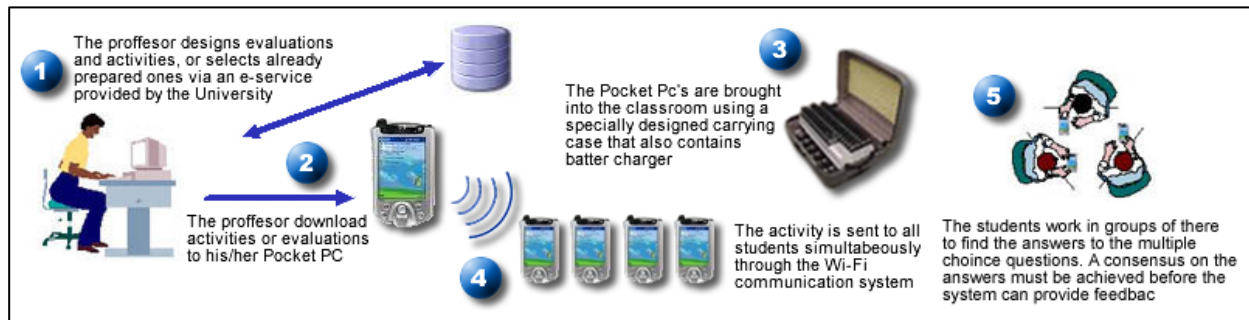 1
The proffesor designs evaluations
and activities, or selects already
prepared ones via an e-service
provided by the University
2
The proffesor download
activities or evaluations
to his/her Pocket PC
3
The Pocket Pc's are brought
into the classroom using a
specially designed carrying
case that also contains
batter charger
4
The activity is sent to all
students simultabeously
through the Wi-Fi
communication system
5
The students work in groups of there
to find the answers to the multiple
choince questions. A consensus on the
answers must be achieved before the
system can provide feedbac